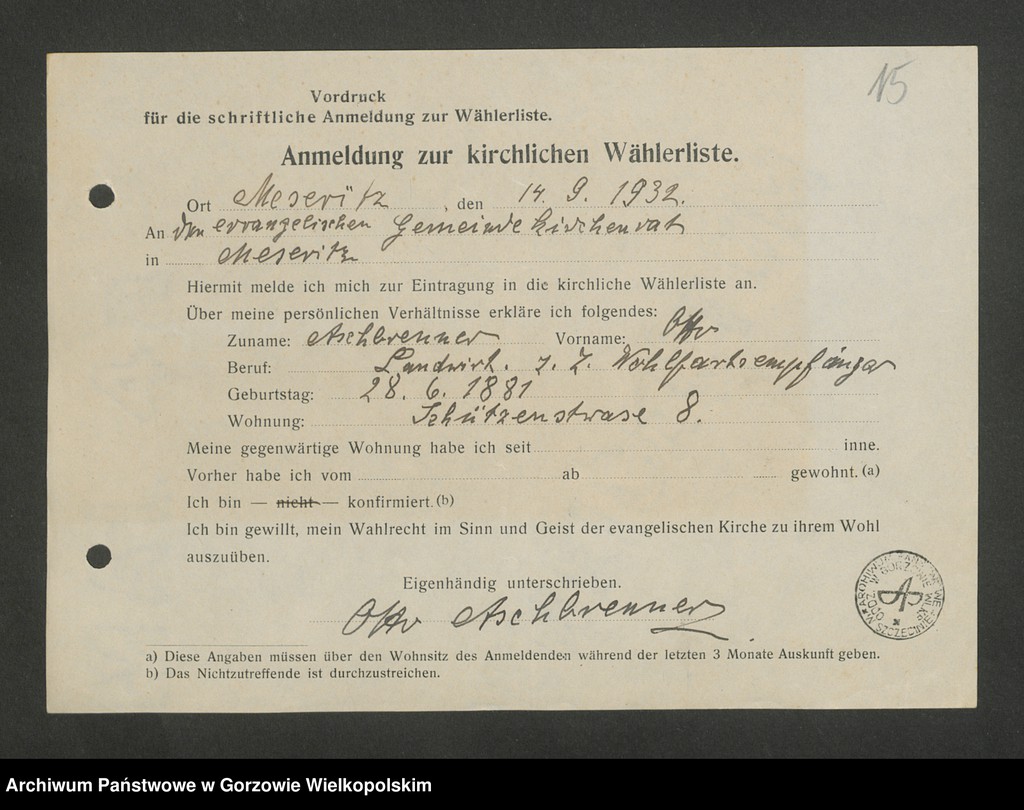 15
Vordruck
für die schriftliche Anmeldung zur Wählerliste.
Anmeldung zur kirchlichen Wählerliste.
Ort Meseritz, den 14. 9. 1932.
An den evvangelischen Gemeindekirchenrat
in Meseritz
Hiermit melde ich mich zur Eintragung in die kirchliche Wählerliste an.
Über meine persönlichen Verhältnisse erkläre ich folgendes:
Zuname: Aschbrenner Vorname: Otto
Beruf: Landwirt. z. Z. Wohlfartsempfänger
Geburtstag: 28. 6. 1881
Wohnung: Schützenstrase 8.
Meine gegenwärtige Wohnung habe ich seit inne.
Vorher habe ich vom ab gewohnt. (a)
Ich bin — nicht — konfirmiert. (b)
Ich bin gewillt, mein Wahlrecht im Sinn und Geist der evangelischen Kirche zu ihrem Wohl
auszuüben.
Eigenhändig unterschrieben.
Otto Aschbrenner
a) Diese Angaben müssen über den Wohnsitz des Anmeldenden während der letzten 3 Monate Auskunft geben.
b) Das Nichtzutreffende ist durchzustreichen.
Archiwum Państwowe w Gorzowie Wielkopolskim